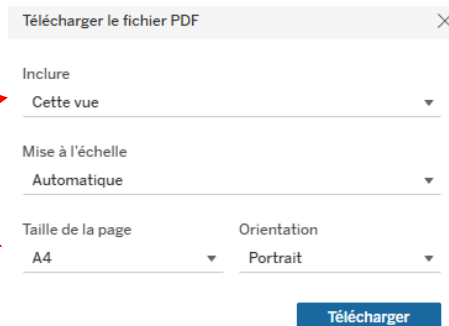 Télécharger le fichier PDF
Inclure
Cette vue
Mise à l'échelle
Automatique
Taille de la page Orientation
A4 Portrait
Télécharger